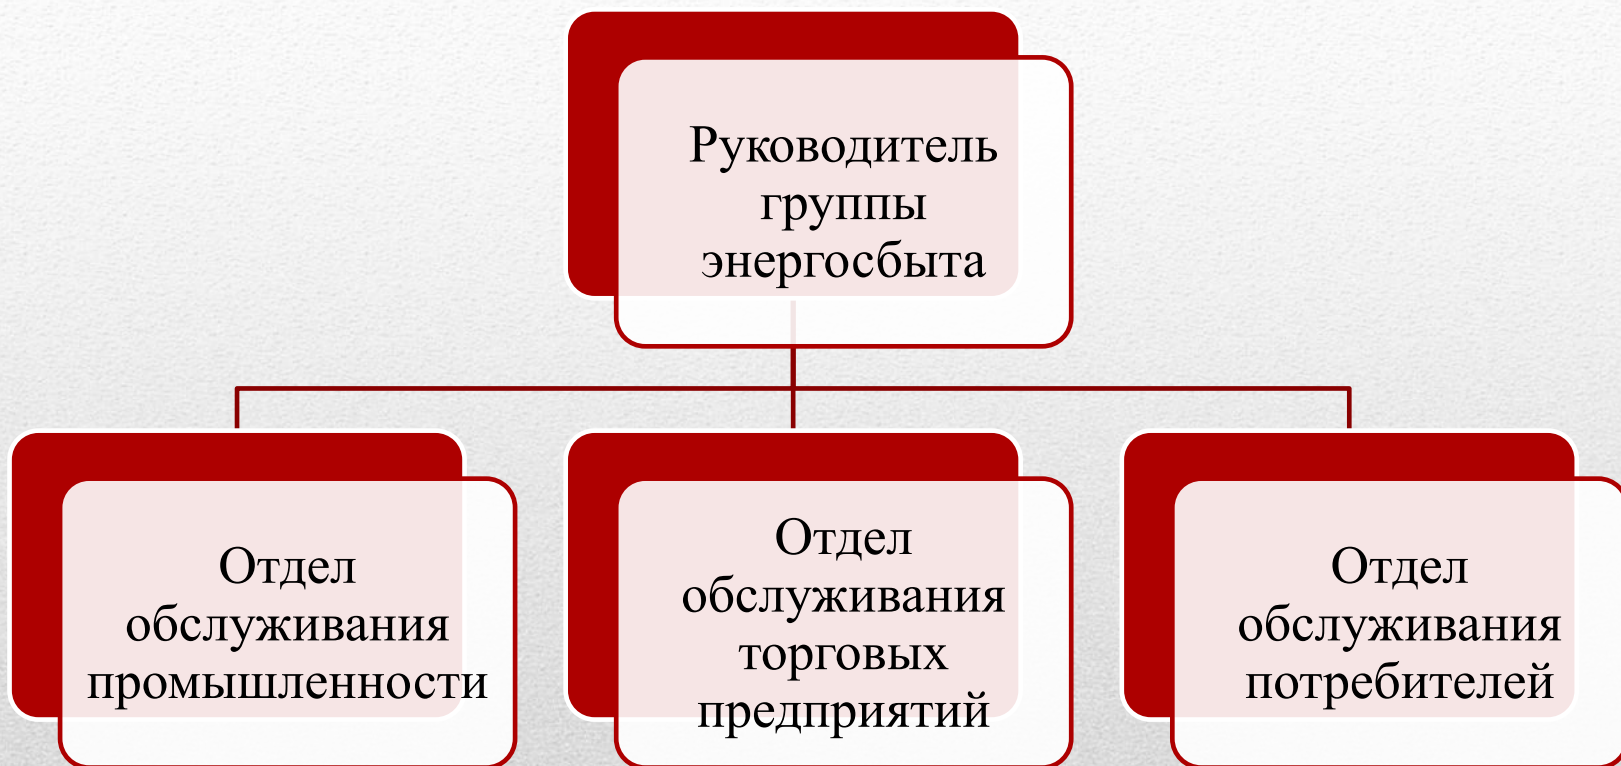 Руководитель
группы
энергосбыта
Отдел
обслуживания
промышленности
Отдел
обслуживания
торговых
предприятий
Отдел
обслуживания
потребителей